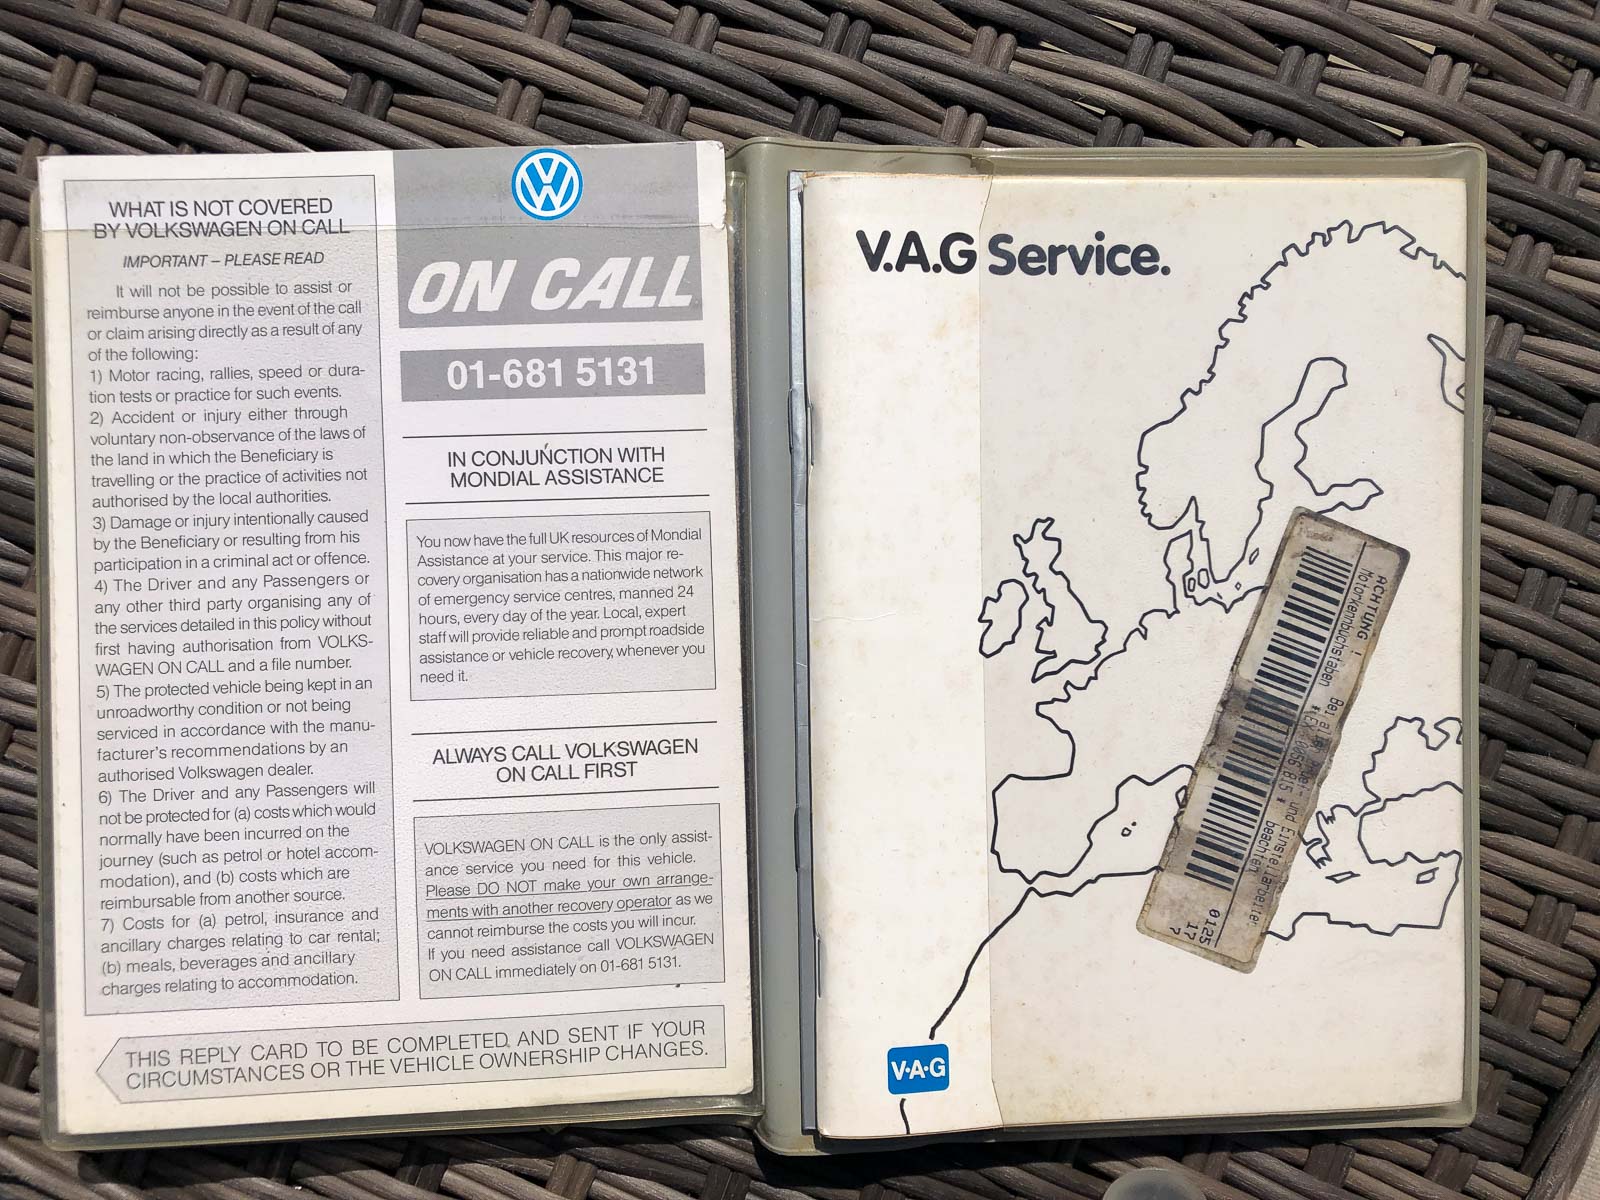 WHAT IS NOT COVERED
BY VOLKSWAGEN ON CALL
IMPORTANT – PLEASE READ
It will not be possible to assist or
reimburse anyone in the event of the call
or claim arising directly as a result of any
of the following:
1) Motor racing, rallies, speed or dura-
tion tests or practice for such events.
2) Accident or injury either through
voluntary non-observance of the laws of
the land in which the Beneficiary is
travelling or the practice of activities not
authorised by the local authorities.
3) Damage or injury intentionally caused
by the Beneficiary or resulting from his
participation in a criminal act or offence.
4) The Driver and any Passengers or
any other third party organising any of
the services detailed in this policy without
first having authorisation from VOLKS-
WAGEN ON CALL and a file number.
5) The protected vehicle being kept in an
unroadworthy condition or not being
serviced in accordance with the manu-
facturer's recommendations by an
authorised Volkswagen dealer.
6) The Driver and any Passengers will
not be protected for (a) costs which would
normally have been incurred on the
journey (such as petrol or hotel accom-
modation), and (b) costs which are
reimbursable from another source.
7) Costs for (a) petrol, insurance and
ancillary charges relating to car rental;
(b) meals, beverages and ancillary
charges relating to accommodation.
ON CALL
01-681 5131
IN CONJUNCTION WITH
MONDIAL ASSISTANCE
You now have the full UK resources of Mondial
Assistance at your service. This major re-
covery organisation has a nationwide network
of emergency service centres, manned 24
hours, every day of the year. Local, expert
staff will provide reliable and prompt roadside
assistance or vehicle recovery, whenever you
need it.
ALWAYS CALL VOLKSWAGEN
ON CALL FIRST
VOLKSWAGEN ON CALL is the only assist-
ance service you need for this vehicle.
Please DO NOT make your own arrange-
ments with another recovery operator as we
cannot reimburse the costs you will incur.
If you need assistance call VOLKSWAGEN
ON CALL immediately on 01-681 5131.
THIS REPLY CARD TO BE COMPLETED AND SENT IF YOUR
CIRCUMSTANCES OR THE VEHICLE OWNERSHIP CHANGES.
V.A.G Service.
ACHTUNG !
Motorkennbuchstaben Bei
und Einstellarbeiten
beachten
0125
17
7
V·A·G